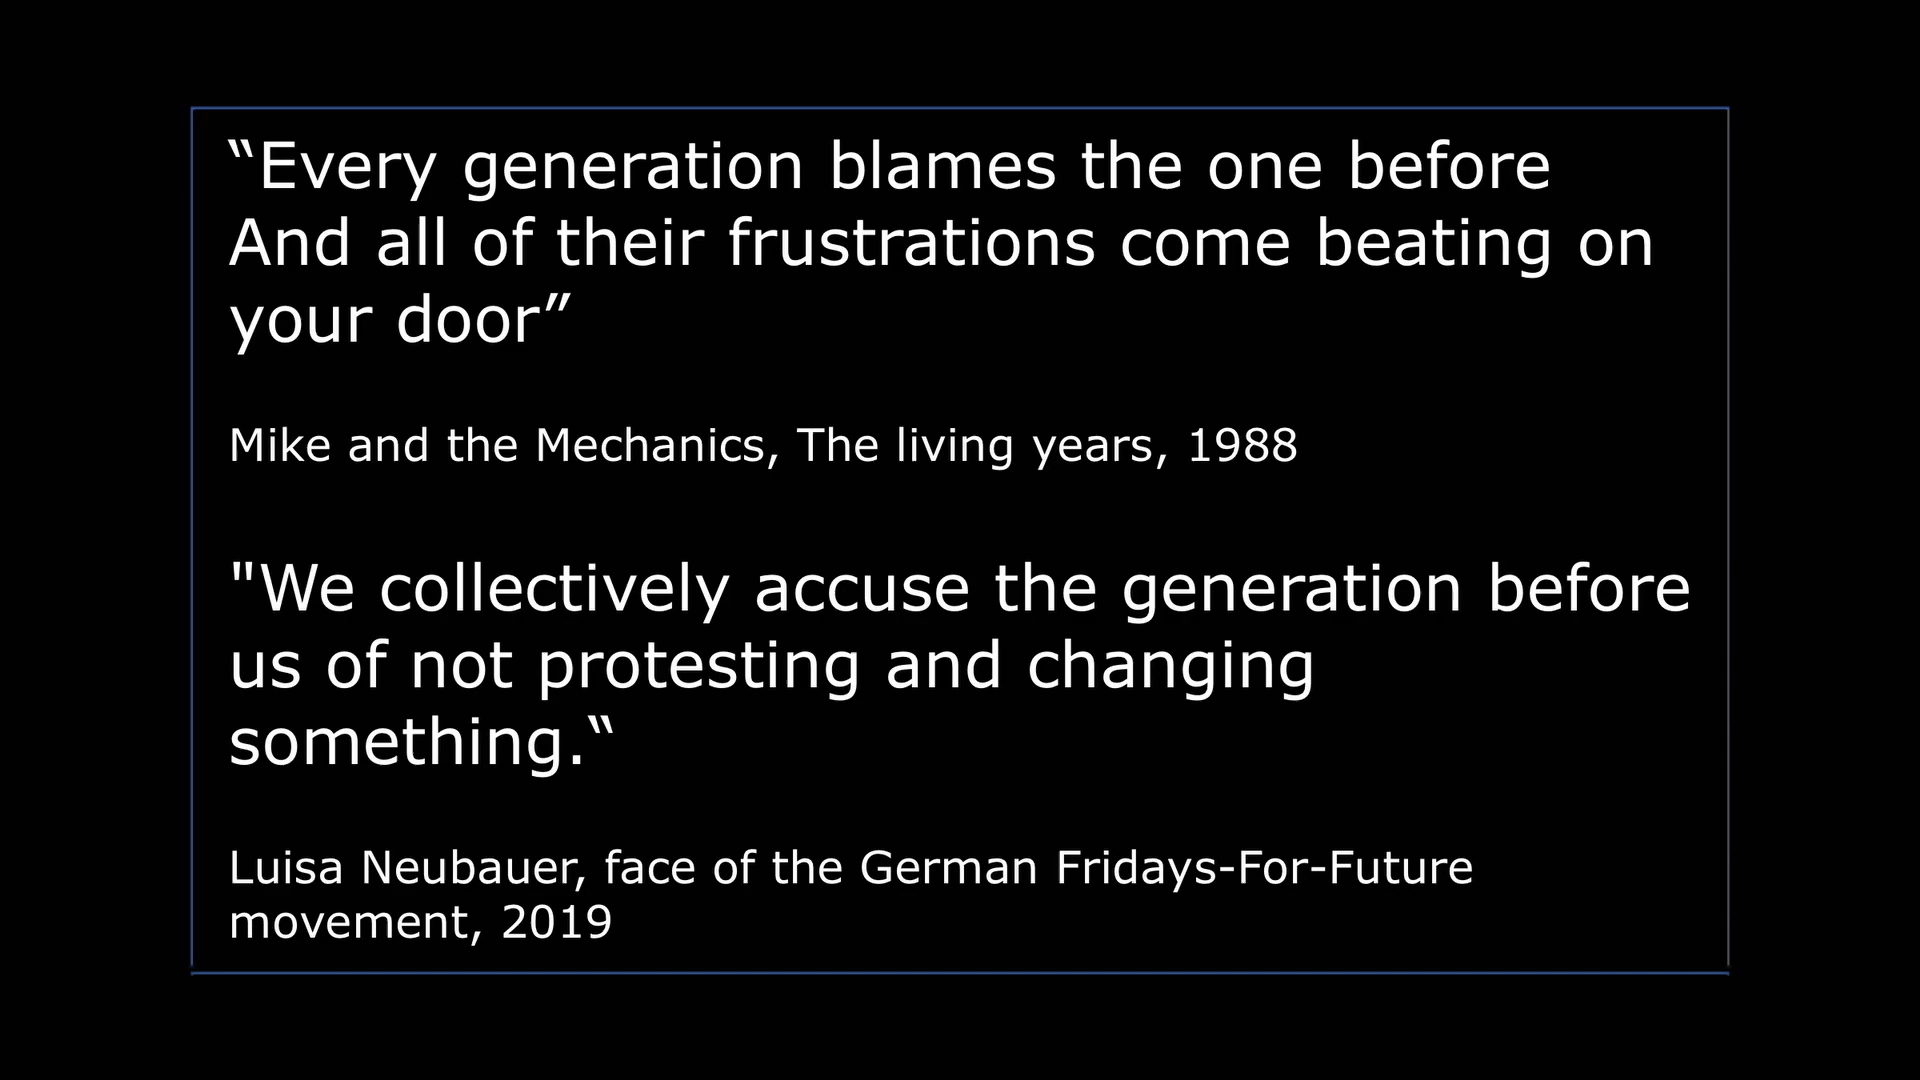 “Every generation blames the one before
And all of their frustrations come beating on
your door”
Mike and the Mechanics, The living years, 1988
"We collectively accuse the generation before
us of not protesting and changing
something.“
Luisa Neubauer, face of the German Fridays-For-Future
movement, 2019